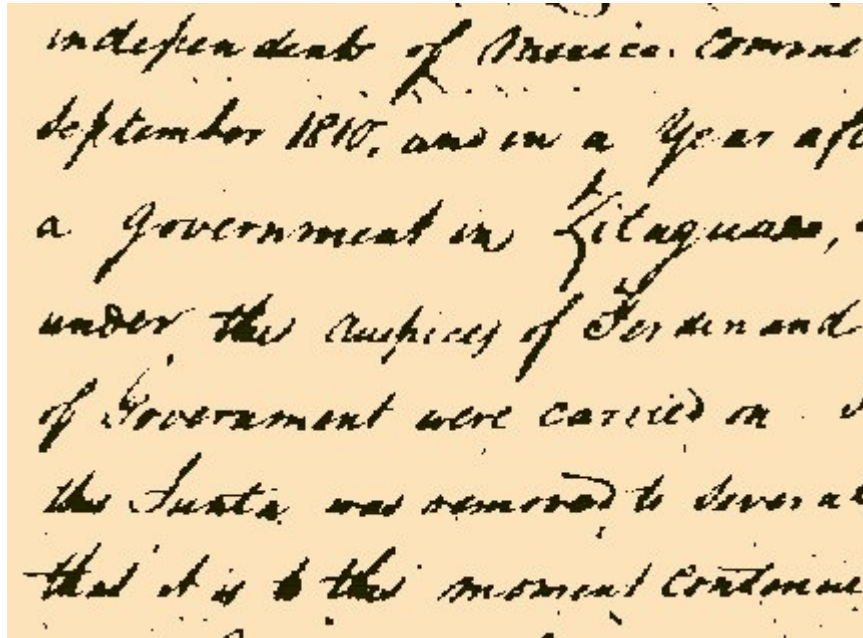 independents of Mexico. comme
September 1810, and in a Year aft
a Government in Zitaquaro,
under the auspices of Ferdinand
of Government were carried on
the Junta was removed to several
that it is to this moment continue